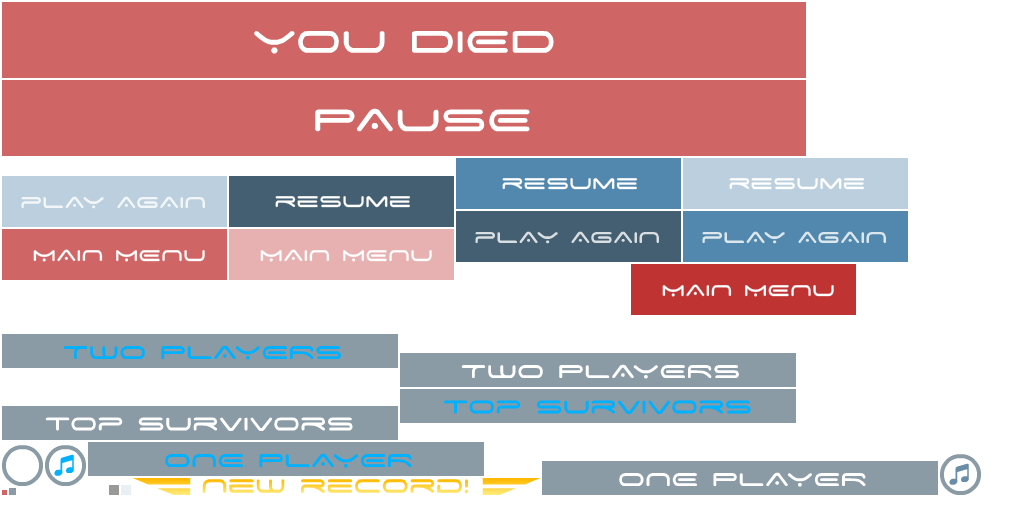 YOU DIED
PAUSE
PLAY AGAIN
RESUME
RESUME
RESUME
MAIN MENU
MAIN MENU
PLAY AGAIN
PLAY AGAIN
MAIN MENU
TWO PLAYERS
TWO PLAYERS
TOP SURVIVORS
TOP SURVIVORS
ONE PLAYER
ONE PLAYER
NEW RECORD!